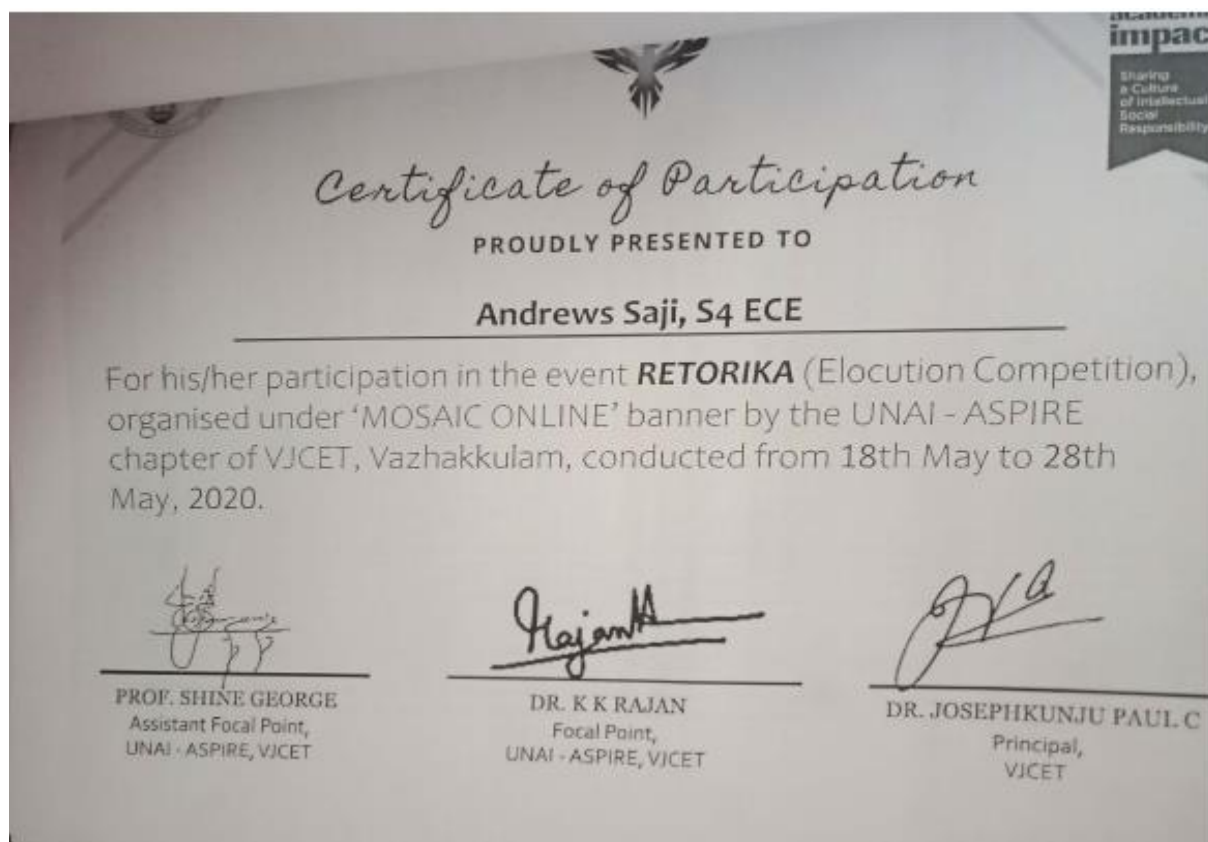 impac
Sharing
a Culture
of Intellectual
Social
Responsibility
Certificate of Participation
PROUDLY PRESENTED TO
Andrews Saji, S4 ECE
For his/her participation in the event RETORIKA (Elocution Competition),
organised under ‘MOSAIC ONLINE’ banner by the UNAI - ASPIRE
chapter of VJCET, Vazhakkulam, conducted from 18th May to 28th
May, 2020.
PROF. SHINE GEORGE
Assistant Focal Point,
UNAI - ASPIRE, VJCET
DR. K K RAJAN
Focal Point,
UNAI - ASPIRE, VJCET
DR. JOSEPHKUNJU PAUL C
Principal,
VJCET